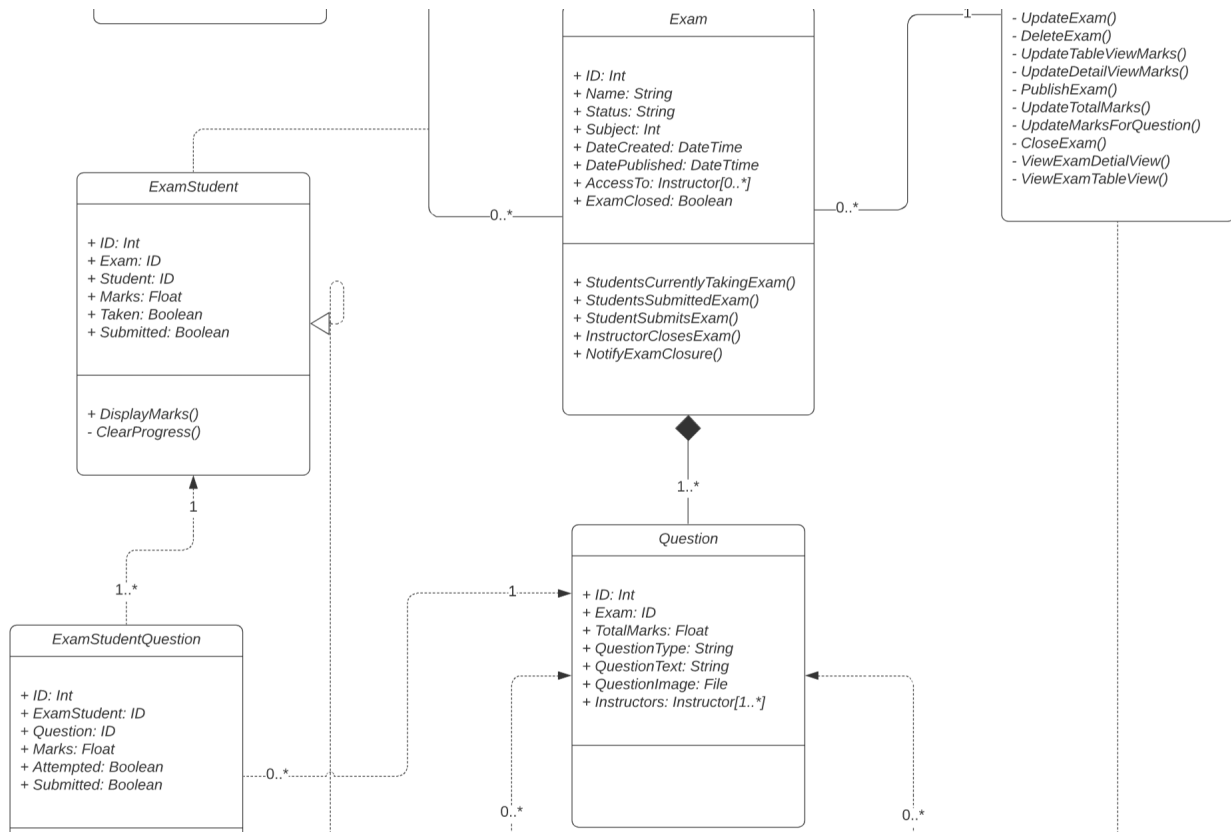 Exam
+ ID: Int
+ Name: String
+ Status: String
+ Subject: Int
+ DateCreated: DateTime
+ DatePublished: DateTtime
+ AccessTo: Instructor[0..*]
+ ExamClosed: Boolean
+ StudentsCurrentlyTakingExam()
+ StudentsSubmittedExam()
+ StudentSubmitsExam()
+ InstructorClosesExam()
+ NotifyExamClosure()
1
0..*
0..*
- UpdateExam()
- DeleteExam()
- UpdateTableViewMarks()
- UpdateDetailViewMarks()
- PublishExam()
- UpdateTotalMarks()
- UpdateMarksForQuestion()
- CloseExam()
- ViewExamDetialView()
- ViewExamTableView()
ExamStudent
+ ID: Int
+ Exam: ID
+ Student: ID
+ Marks: Float
+ Taken: Boolean
+ Submitted: Boolean
+ DisplayMarks()
- ClearProgress()
1
1..*
1..*
Question
+ ID: Int
+ Exam: ID
+ TotalMarks: Float
+ QuestionType: String
+ QuestionText: String
+ QuestionImage: File
+ Instructors: Instructor[1..*]
1
ExamStudentQuestion
+ ID: Int
+ ExamStudent: ID
+ Question: ID
+ Marks: Float
+ Attempted: Boolean
+ Submitted: Boolean
0..*
0..*
0..*